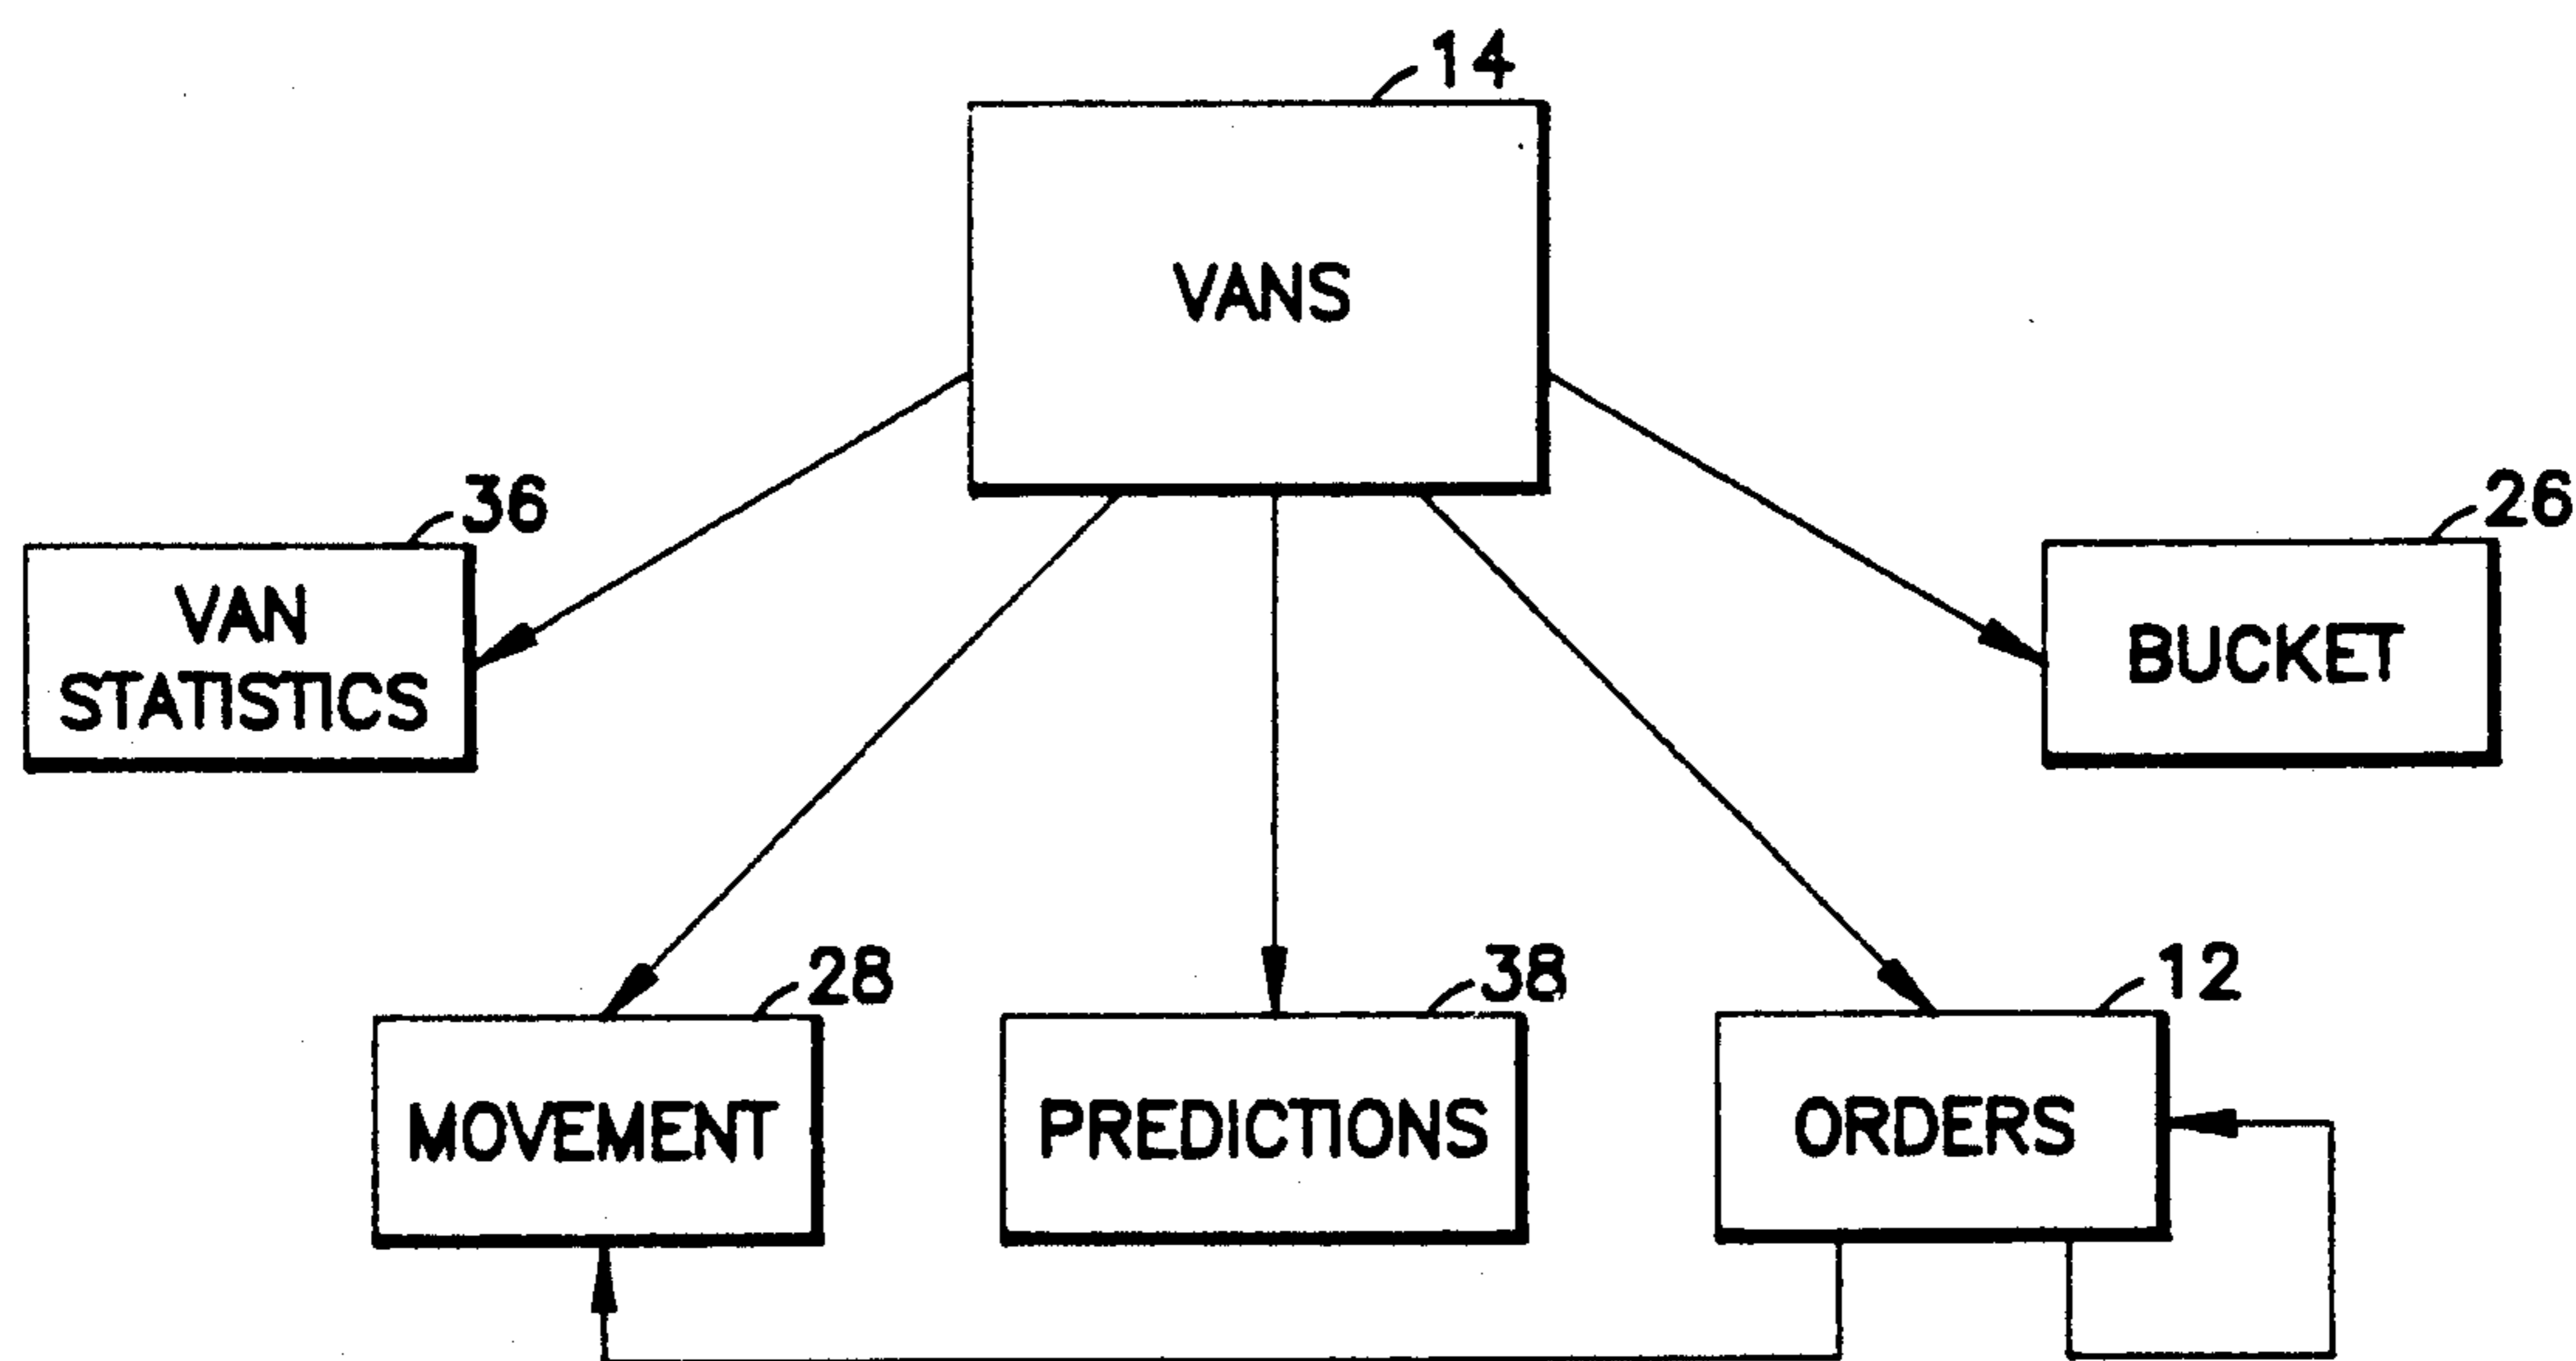 14
VANS
36
VAN
STATISTICS
26
BUCKET
28
MOVEMENT
38
PREDICTIONS
12
ORDERS